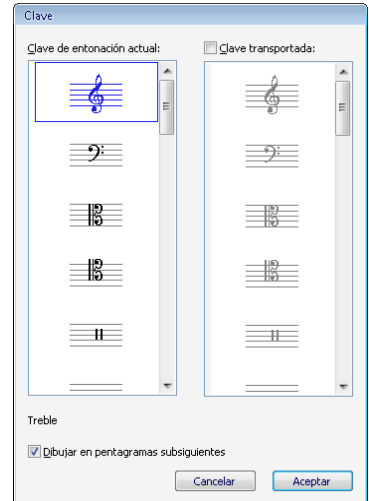 Clave
Clave de entonación actual:
Clave transportada:
Treble
Dibujar en pentagramas subsiguientes
Cancelar
Aceptar